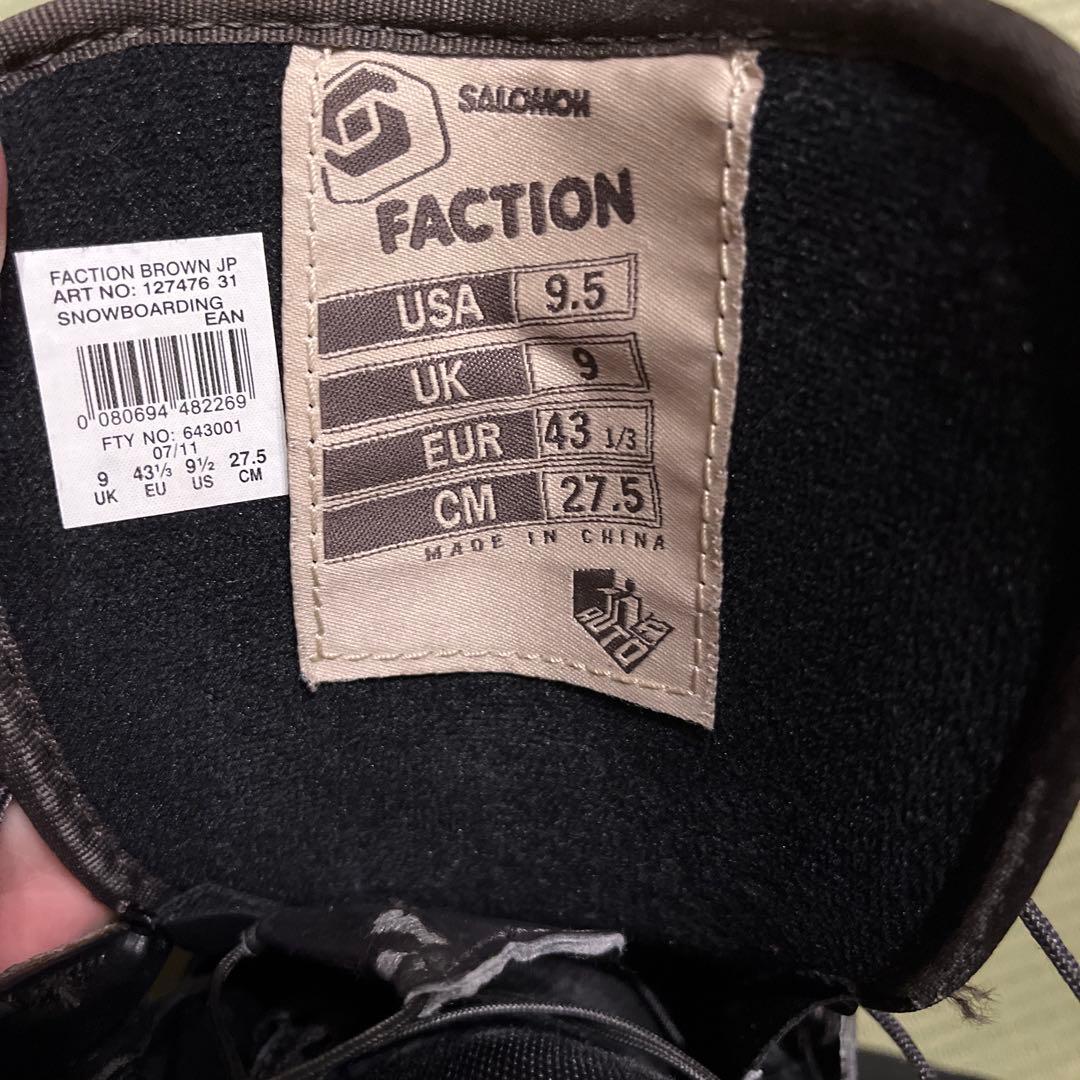 SALOMON
FACTION
USA 9.5
UK 9
EUR 43 1/3
CM 27.5
MADE IN CHINA
AUTO
FACTION BROWN JP
ART NO: 127476 31
SNOWBOARDING
EAN
0 080694 482269
FTY NO: 643001
07/11
9 43⅓ 9½ 27.5
UK EU US CM